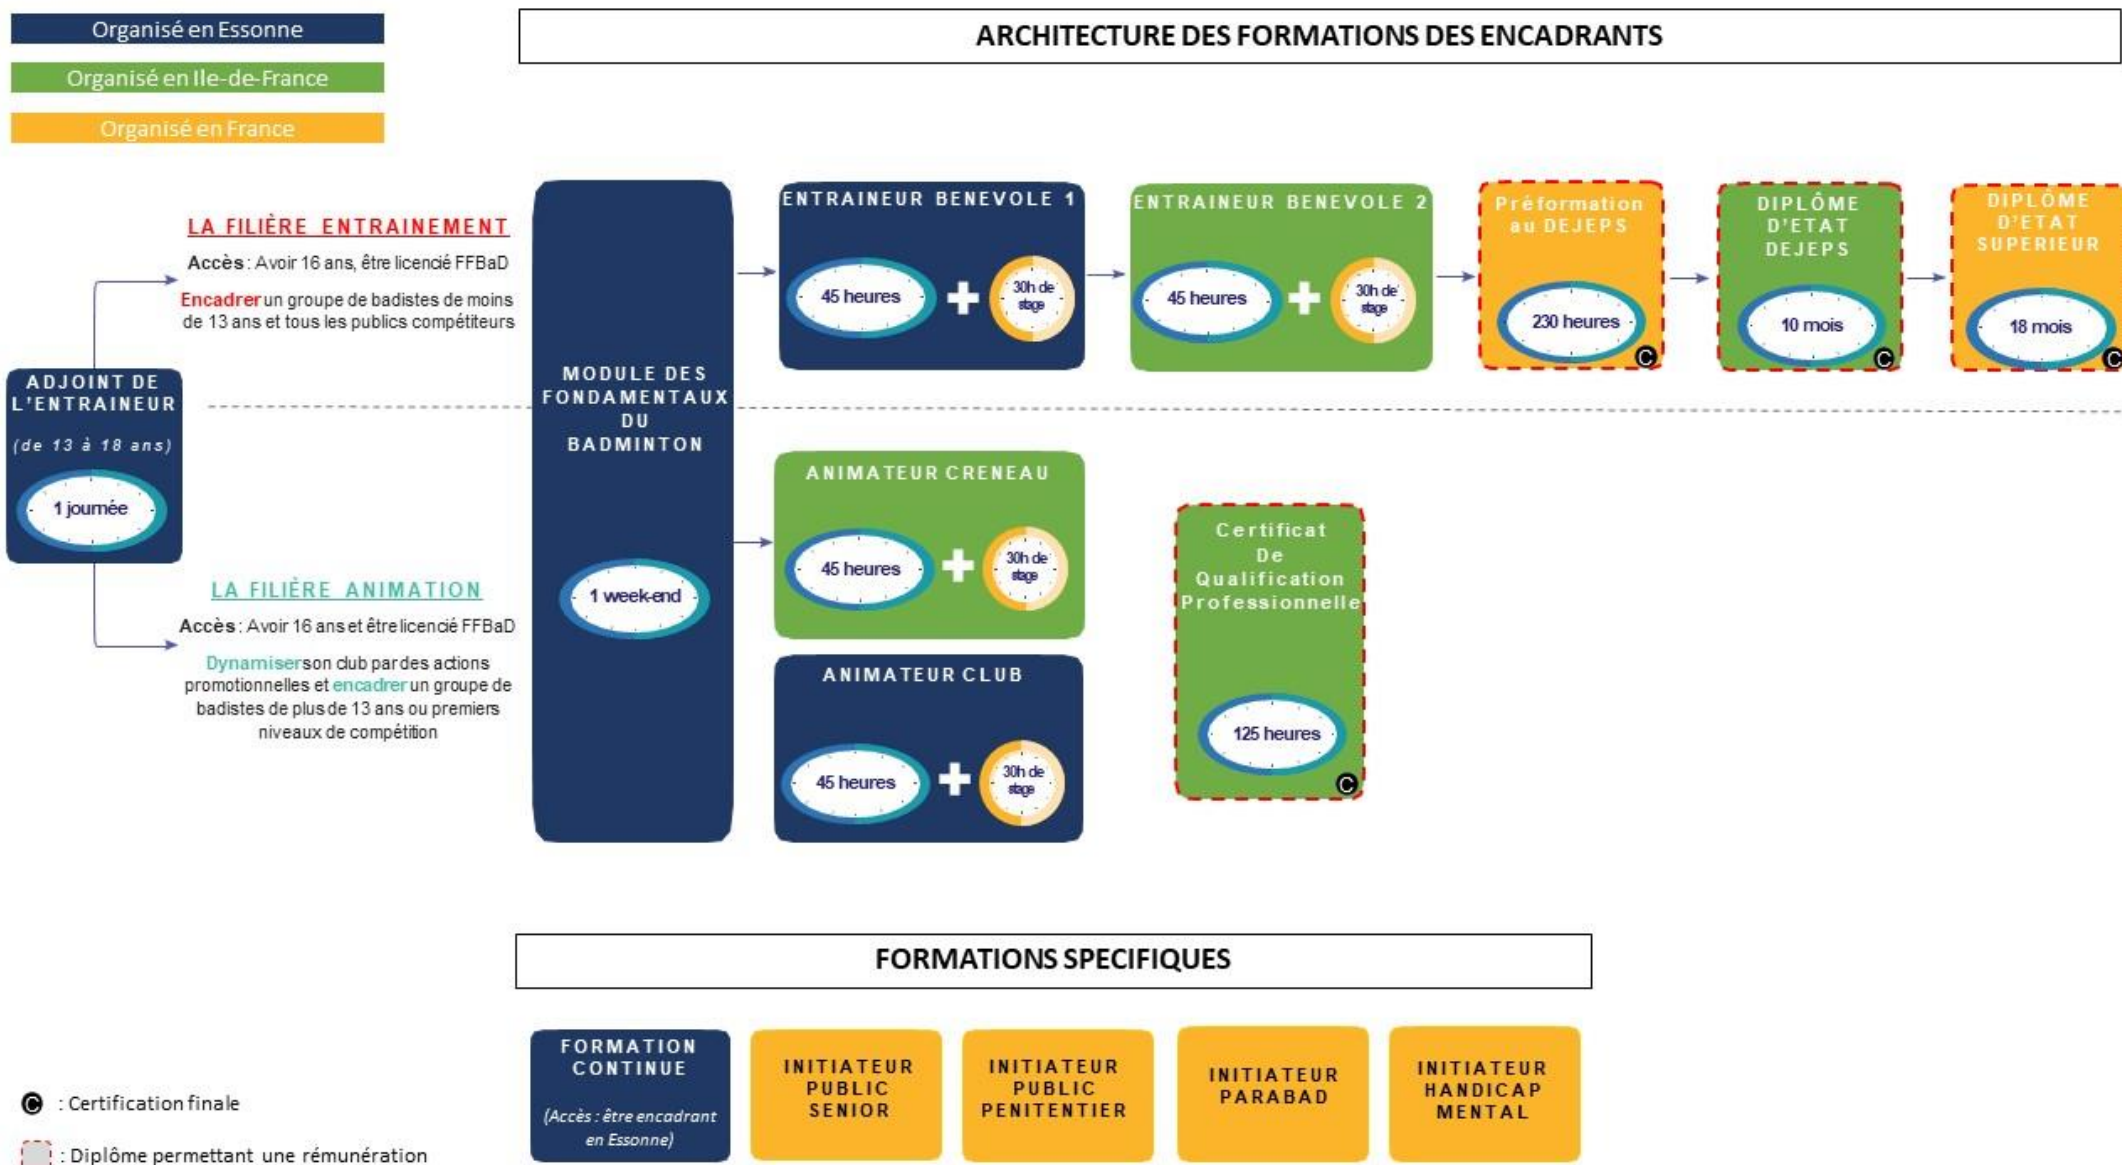 Organisé en Essonne
Organisé en Ile-de-France
Organisé en France
ARCHITECTURE DES FORMATIONS DES ENCADRANTS
LA FILIÈRE ENTRAINEMENT
Accès : Avoir 16 ans, être licencié FFBaD
Encadrer un groupe de badistes de moins
de 13 ans et tous les publics compétiteurs
ADJOINT DE
L'ENTRAINEUR
(de 13 à 18 ans)
1 journée
LA FILIÈRE ANIMATION
Accès : Avoir 16 ans et être licencié FFBaD
Dynamiser son club par des actions
promotionnelles et encadrer un groupe de
badistes de plus de 13 ans ou premiers
niveaux de compétition
MODULE DES
FONDAMENTAUX
DU
BADMINTON
1 week-end
ENTRAINEUR BENEVOLE 1
45 heures
30h de
stage
ENTRAINEUR BENEVOLE 2
45 heures
30h de
stage
Préformation
au DEJEPS
230 heures
C
DIPLÔME
D'ETAT
DEJEPS
10 mois
C
DIPLÔME
D'ETAT
SUPERIEUR
18 mois
C
ANIMATEUR CRENEAU
45 heures
30h de
stage
ANIMATEUR CLUB
45 heures
30h de
stage
Certificat
De
Qualification
Professionnelle
125 heures
C
FORMATIONS SPECIFIQUES
FORMATION
CONTINUE
(Accès : être encadrant
en Essonne)
INITIATEUR
PUBLIC
SENIOR
INITIATEUR
PUBLIC
PENITENTIER
INITIATEUR
PARABAD
INITIATEUR
HANDICAP
MENTAL
C : Certification finale
: Diplôme permettant une rémunération